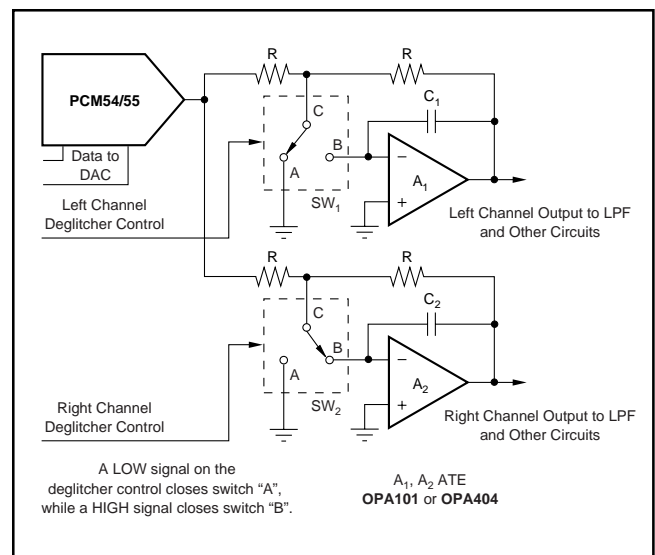 R
R
PCM54/55
C
C1
B
Data to
DAC
A
–
A1
+
SW1
Left Channel
Deglitcher Control
Left Channel Output to LPF
and Other Circuits
R
R
C
C2
B
A
–
A2
+
SW2
Right Channel
Deglitcher Control
Right Channel Output to LPF
and Other Circuits
A LOW signal on the
deglitcher control closes switch “A”,
while a HIGH signal closes switch “B”.
A1, A2 ATE
OPA101 or OPA404